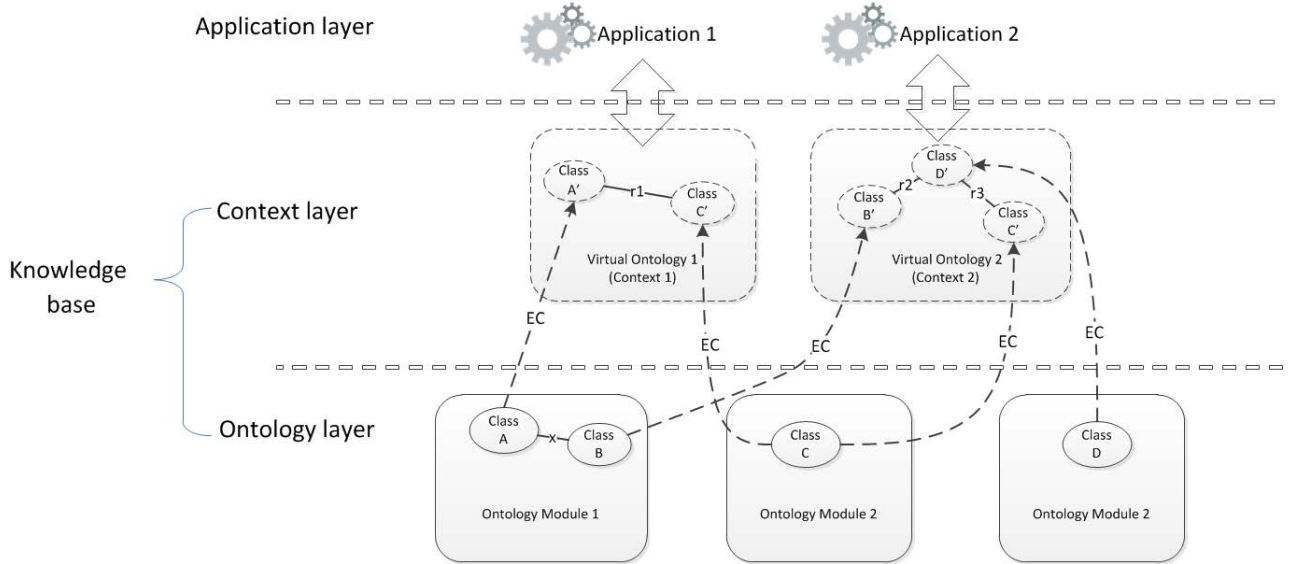 Application layer
Application 1
Application 2
Class
A′
r1
Class
C′
Virtual Ontology 1
(Context 1)
Class
D′
r2
r3
Class
B′
Class
C′
Virtual Ontology 2
(Context 2)
Context layer
Knowledge
base
EC
EC
EC
EC
EC
Ontology layer
Class
A
x
Class
B
Ontology Module 1
Class
C
Ontology Module 2
Class
D
Ontology Module 2